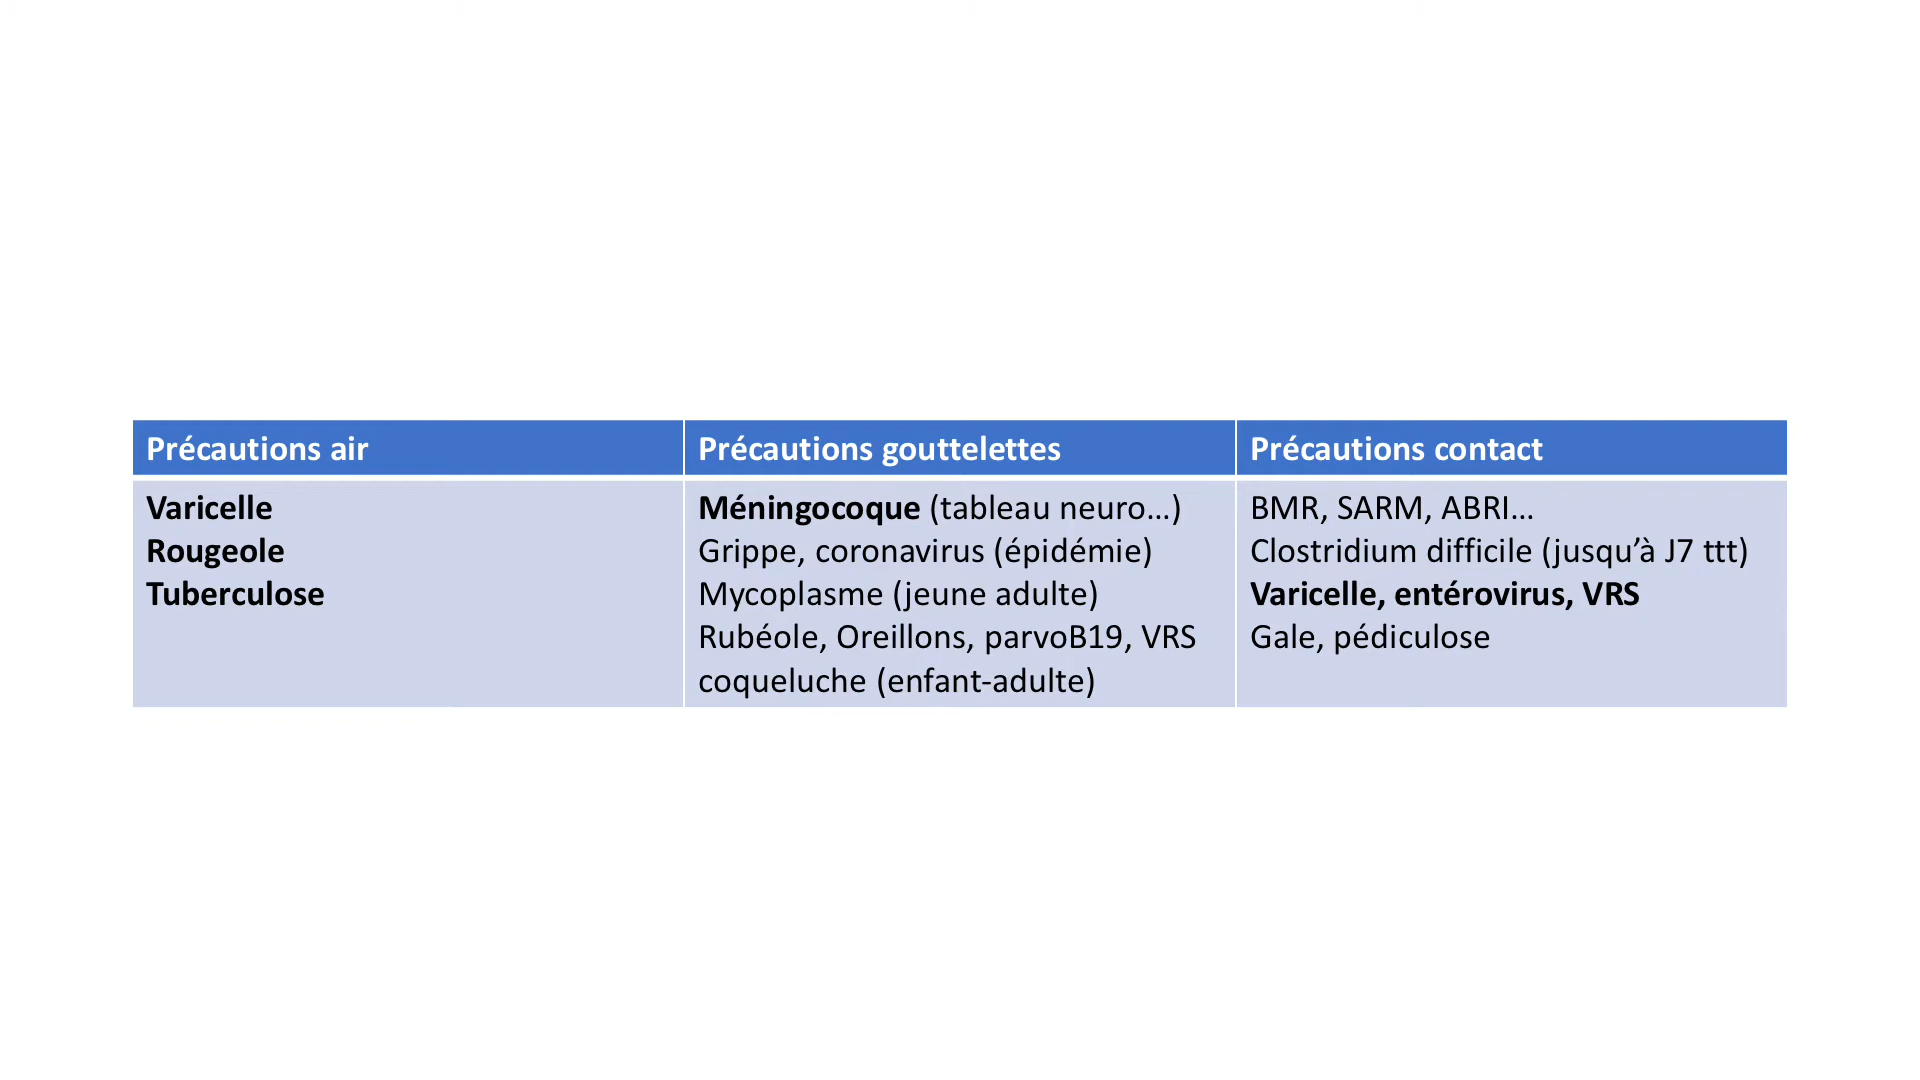 Précautions air
Précautions gouttelettes
Précautions contact
Varicelle
Rougeole
Tuberculose
Méningocoque (tableau neuro…)
Grippe, coronavirus (épidémie)
Mycoplasme (jeune adulte)
Rubéole, Oreillons, parvoB19, VRS
coqueluche (enfant-adulte)
BMR, SARM, ABRI…
Clostridium difficile (jusqu’à J7 ttt)
Varicelle, entérovirus, VRS
Gale, pédiculose